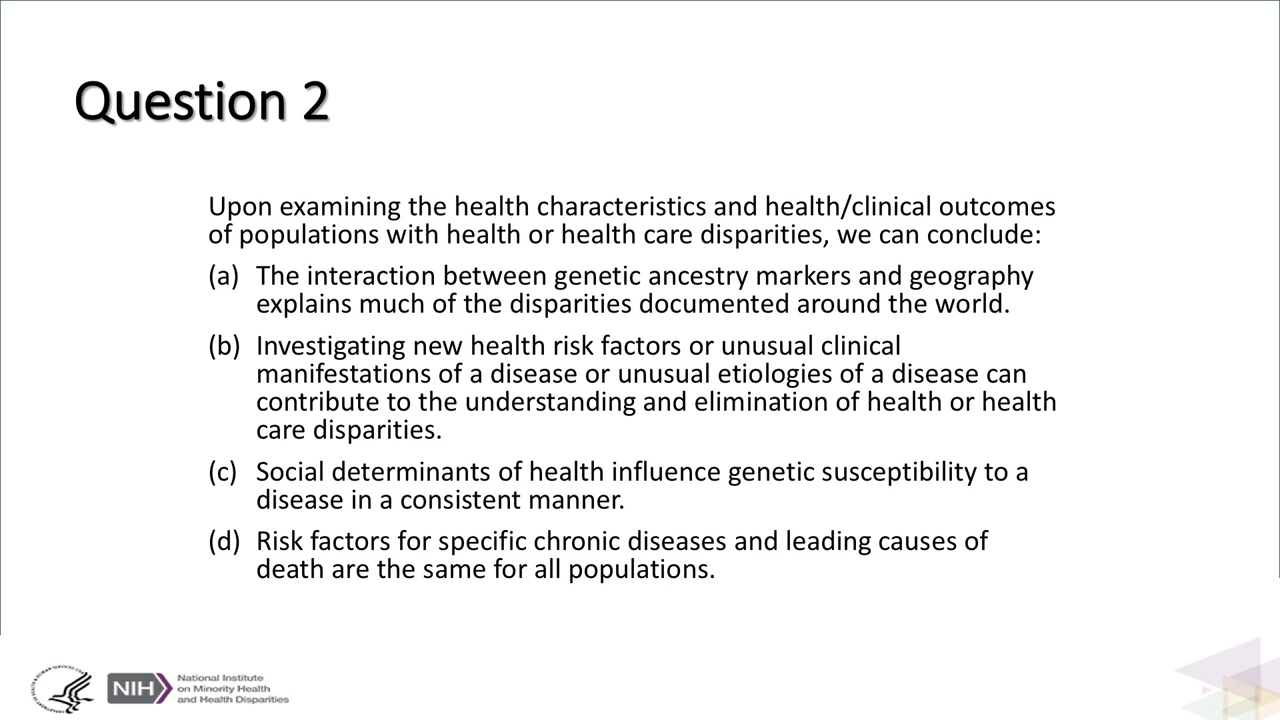 Question 2
Upon examining the health characteristics and health/clinical outcomes
of populations with health or health care disparities, we can conclude:
(a) The interaction between genetic ancestry markers and geography
explains much of the disparities documented around the world.
(b) Investigating new health risk factors or unusual clinical
manifestations of a disease or unusual etiologies of a disease can
contribute to the understanding and elimination of health or health
care disparities.
(c) Social determinants of health influence genetic susceptibility to a
disease in a consistent manner.
(d) Risk factors for specific chronic diseases and leading causes of
death are the same for all populations.
NIH
National Institute
on Minority Health
and Health Disparities